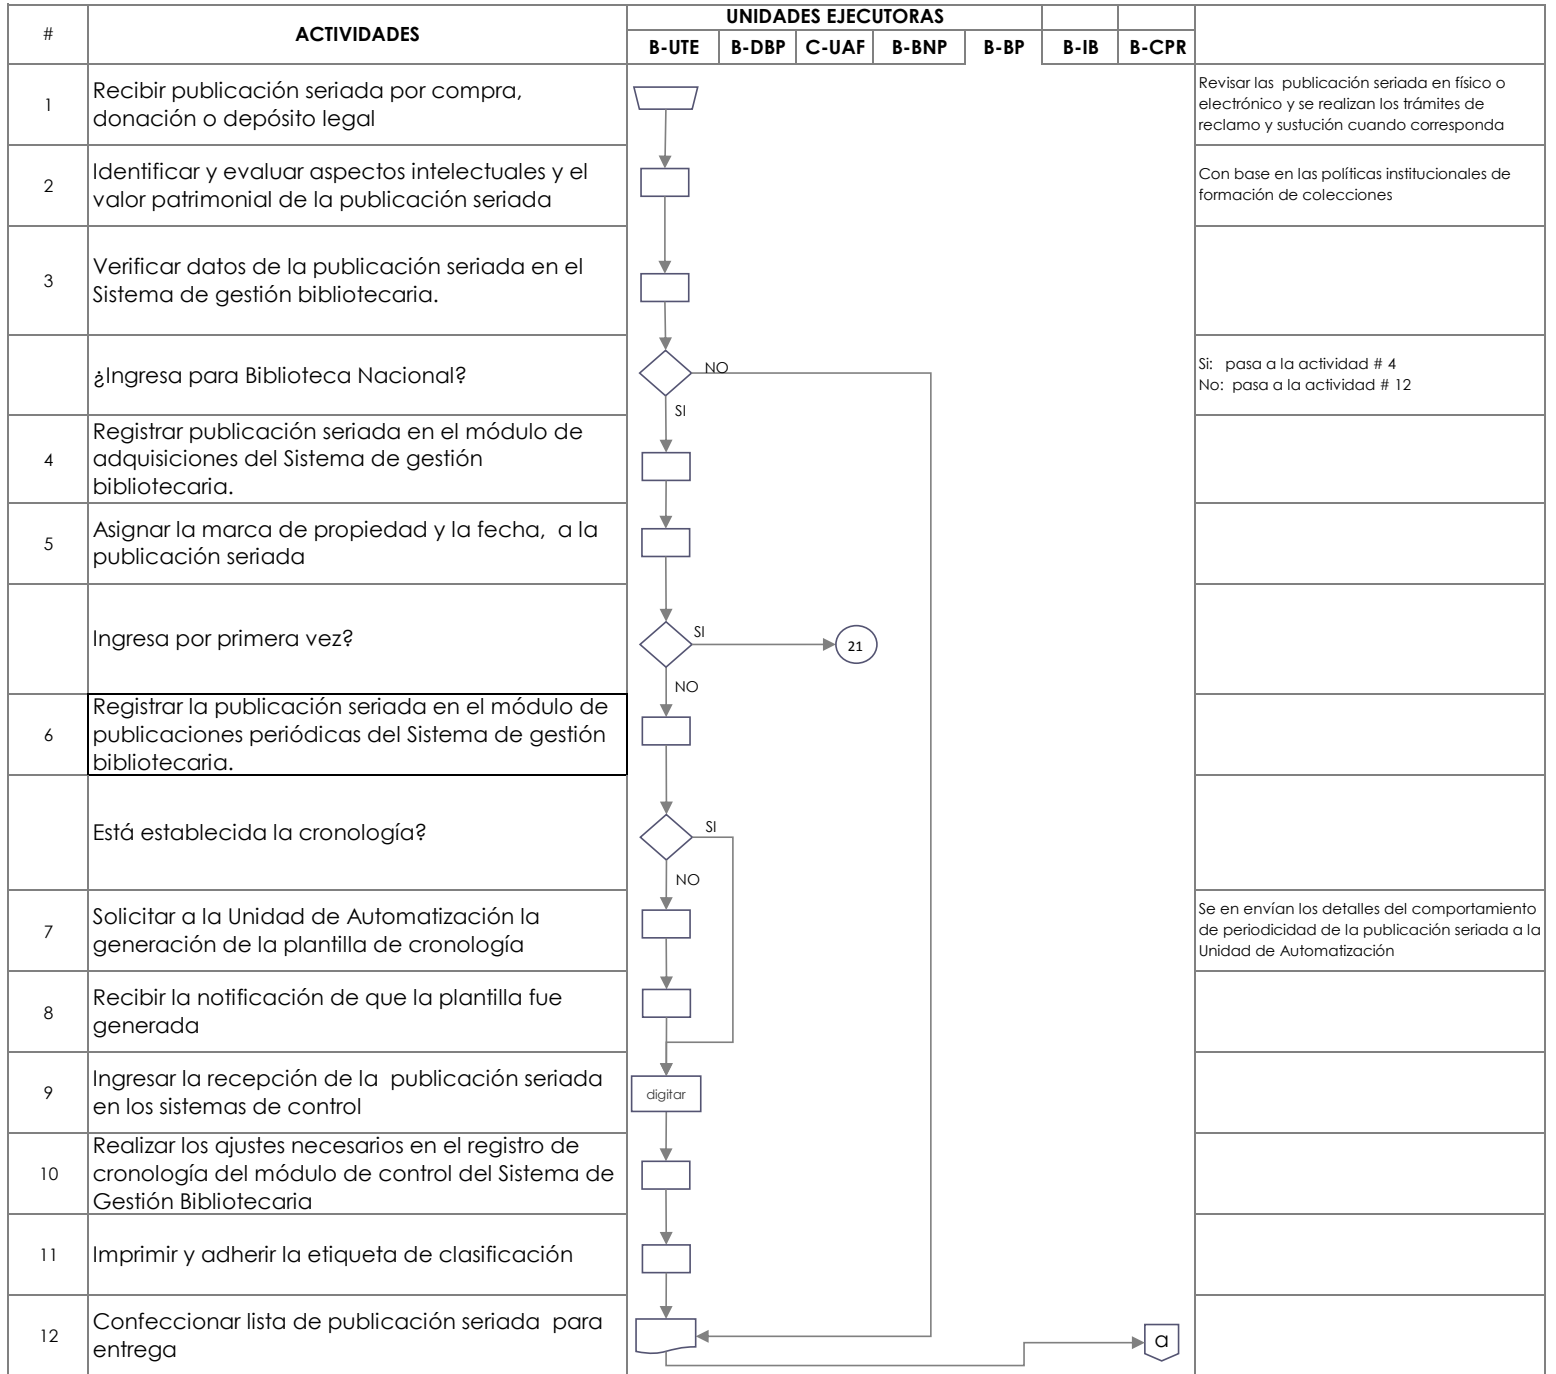 UNIDADES EJECUTORAS
# ACTIVIDADES
B-UTE B-DBP C-UAF B-BNP B-BP B-IB B-CPR
1
Recibir publicación seriada por compra,
donación o depósito legal
Revisar las  publicación seriada en físico o
electrónico y se realizan los trámites de
reclamo y sustución cuando corresponda
2
Identificar y evaluar aspectos intelectuales y el
valor patrimonial de la publicación seriada
Con base en las políticas institucionales de
formación de colecciones
3
Verificar datos de la publicación seriada en el
Sistema de gestión bibliotecaria.
¿Ingresa para Biblioteca Nacional?
NO
SI
Si:   pasa a la actividad # 4
No:  pasa a la actividad # 12
4
Registrar publicación seriada en el módulo de
adquisiciones del Sistema de gestión
bibliotecaria.
5
Asignar la marca de propiedad y la fecha,  a la
publicación seriada
Ingresa por primera vez?
SI
21
NO
6
Registrar la publicación seriada en el módulo de
publicaciones periódicas del Sistema de gestión
bibliotecaria.
Está establecida la cronología?
SI
NO
7
Solicitar a la Unidad de Automatización la
generación de la plantilla de cronología
Se en envían los detalles del comportamiento
de periodicidad de la publicación seriada a la
Unidad de Automatización
8
Recibir la notificación de que la plantilla fue
generada
9
Ingresar la recepción de la  publicación seriada
en los sistemas de control
digitar
10
Realizar los ajustes necesarios en el registro de
cronología del módulo de control del Sistema de
Gestión Bibliotecaria
11
Imprimir y adherir la etiqueta de clasificación
12
Confeccionar lista de publicación seriada  para
entrega
a